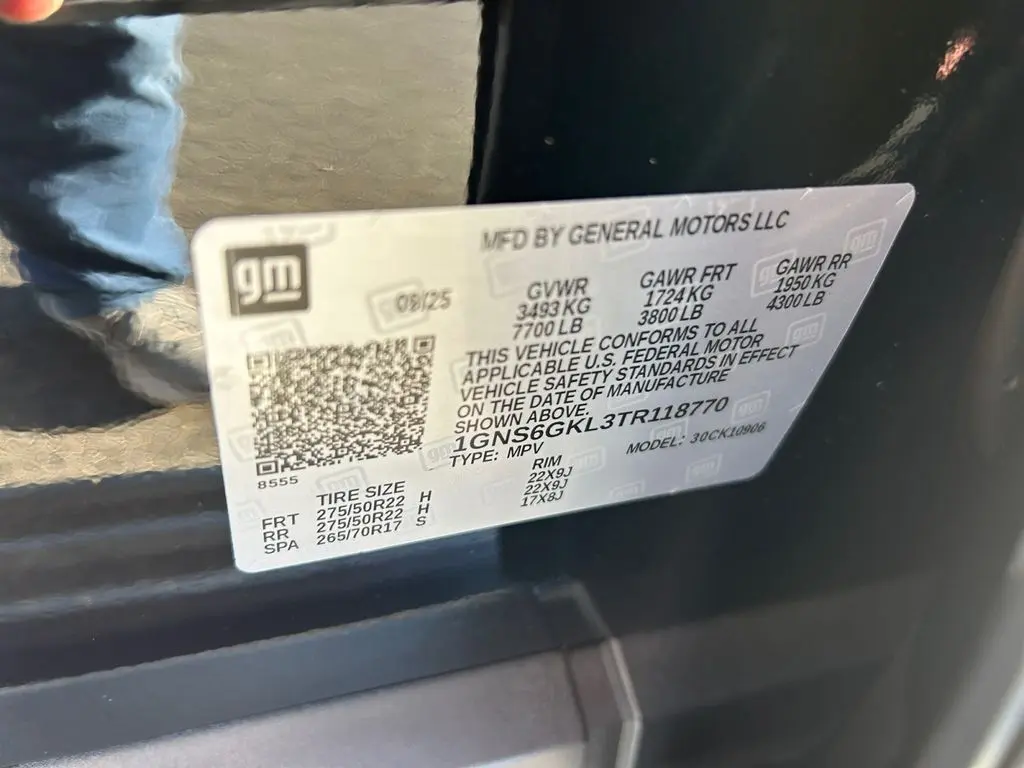 MFD BY GENERAL MOTORS LLC
gm
09/25
GVWR
3493 KG
7700 LB
GAWR FRT
1724 KG
3800 LB
GAWR RR
1950 KG
4300 LB
THIS VEHICLE CONFORMS TO ALL
APPLICABLE U.S. FEDERAL MOTOR
VEHICLE SAFETY STANDARDS IN EFFECT
ON THE DATE OF MANUFACTURE
SHOWN ABOVE.
1GNS6GKL3TR118770
TYPE: MPV
MODEL: 30CK10906
8555
TIRE SIZE RIM
FRT 275/50R22 H 22X9J
RR 275/50R22 H 22X9J
SPA 265/70R17 S 17X8J